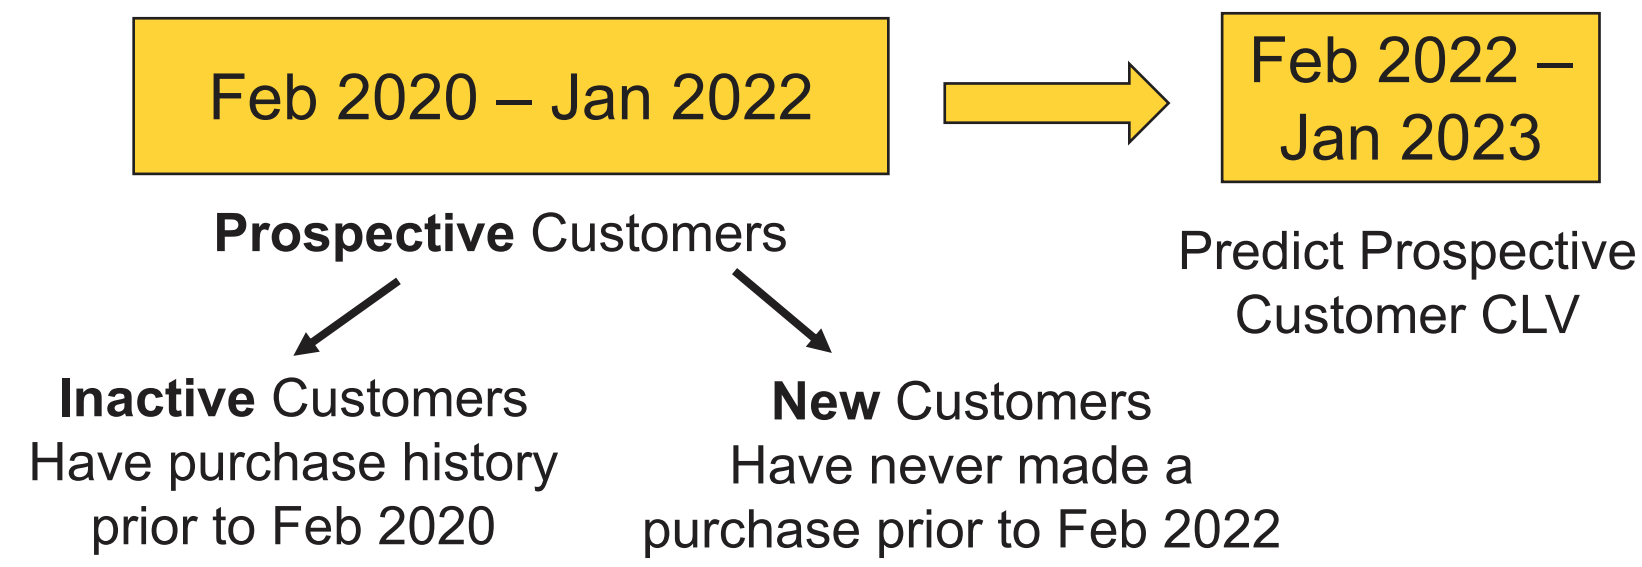 Feb 2020 – Jan 2022
Feb 2022 –
Jan 2023
Prospective Customers
Predict Prospective
Customer CLV
Inactive Customers
Have purchase history
prior to Feb 2020
New Customers
Have never made a
purchase prior to Feb 2022